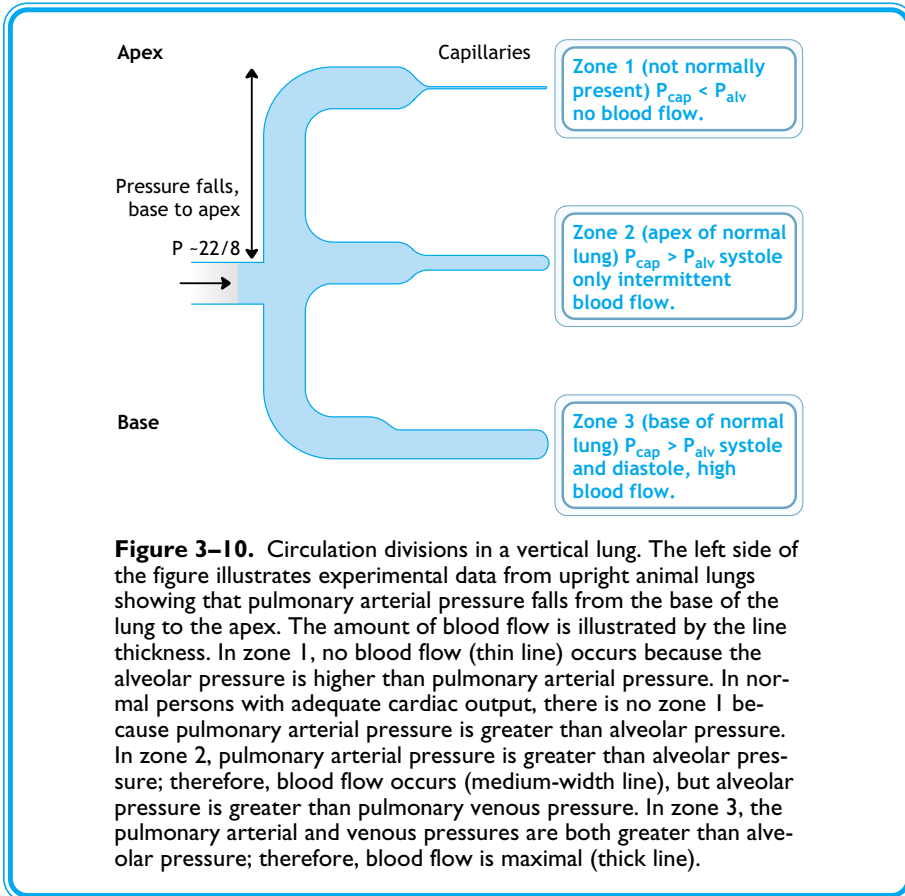 Apex
Capillaries
Zone 1 (not normally
present) P_cap < P_alv
no blood flow.
Pressure falls,
base to apex
P ~22/8
Zone 2 (apex of normal
lung) P_cap > P_alv systole
only intermittent
blood flow.
Base
Zone 3 (base of normal
lung) P_cap > P_alv systole
and diastole, high
blood flow.
Figure 3–10. Circulation divisions in a vertical lung. The left side of
the figure illustrates experimental data from upright animal lungs
showing that pulmonary arterial pressure falls from the base of the
lung to the apex. The amount of blood flow is illustrated by the line
thickness. In zone 1, no blood flow (thin line) occurs because the
alveolar pressure is higher than pulmonary arterial pressure. In nor-
mal persons with adequate cardiac output, there is no zone 1 be-
cause pulmonary arterial pressure is greater than alveolar pressure.
In zone 2, pulmonary arterial pressure is greater than alveolar pres-
sure; therefore, blood flow occurs (medium-width line), but alveolar
pressure is greater than pulmonary venous pressure. In zone 3, the
pulmonary arterial and venous pressures are both greater than alve-
olar pressure; therefore, blood flow is maximal (thick line).